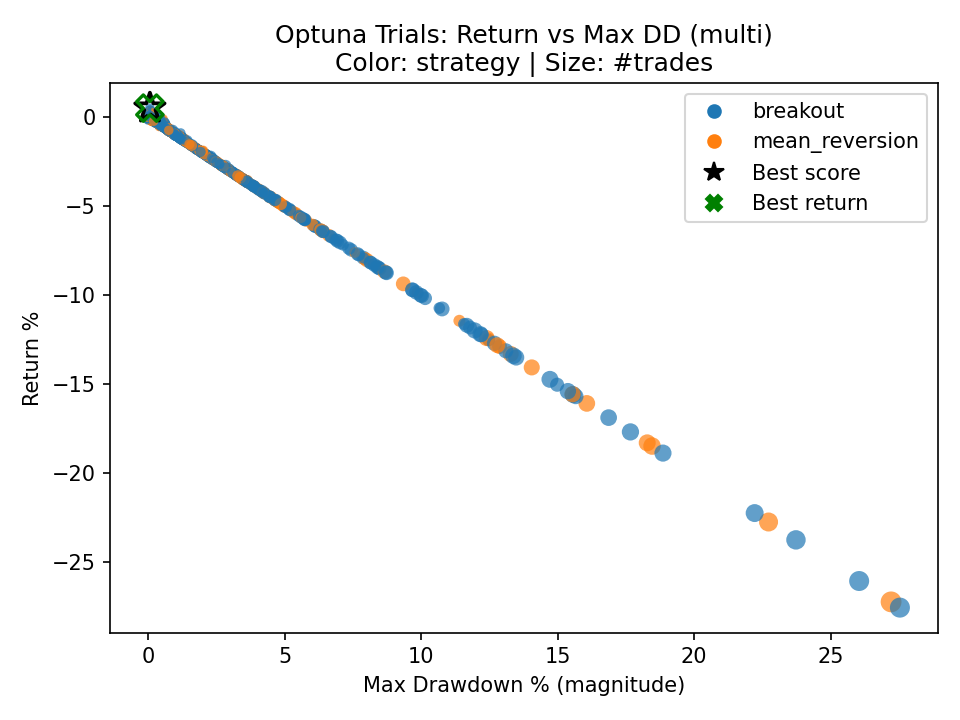 Optuna Trials: Return vs Max DD (multi)
Color: strategy | Size: #trades
breakout
mean_reversion
Best score
Best return
Return %
0
−5
−10
−15
−20
−25
0 5 10 15 20 25
Max Drawdown % (magnitude)